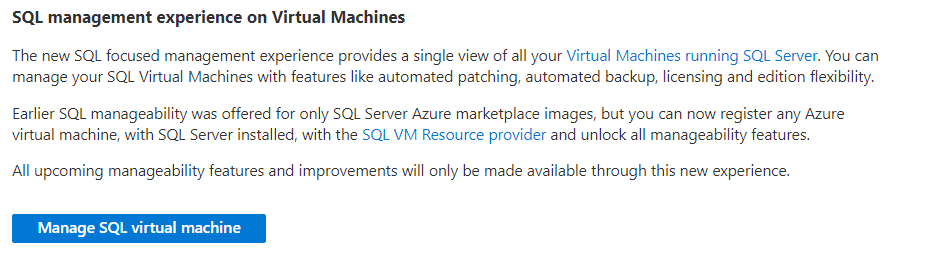 SQL management experience on Virtual Machines
The new SQL focused management experience provides a single view of all your Virtual Machines running SQL Server. You can
manage your SQL Virtual Machines with features like automated patching, automated backup, licensing and edition flexibility.
Earlier SQL manageability was offered for only SQL Server Azure marketplace images, but you can now register any Azure
virtual machine, with SQL Server installed, with the SQL VM Resource provider and unlock all manageability features.
All upcoming manageability features and improvements will only be made available through this new experience.
Manage SQL virtual machine